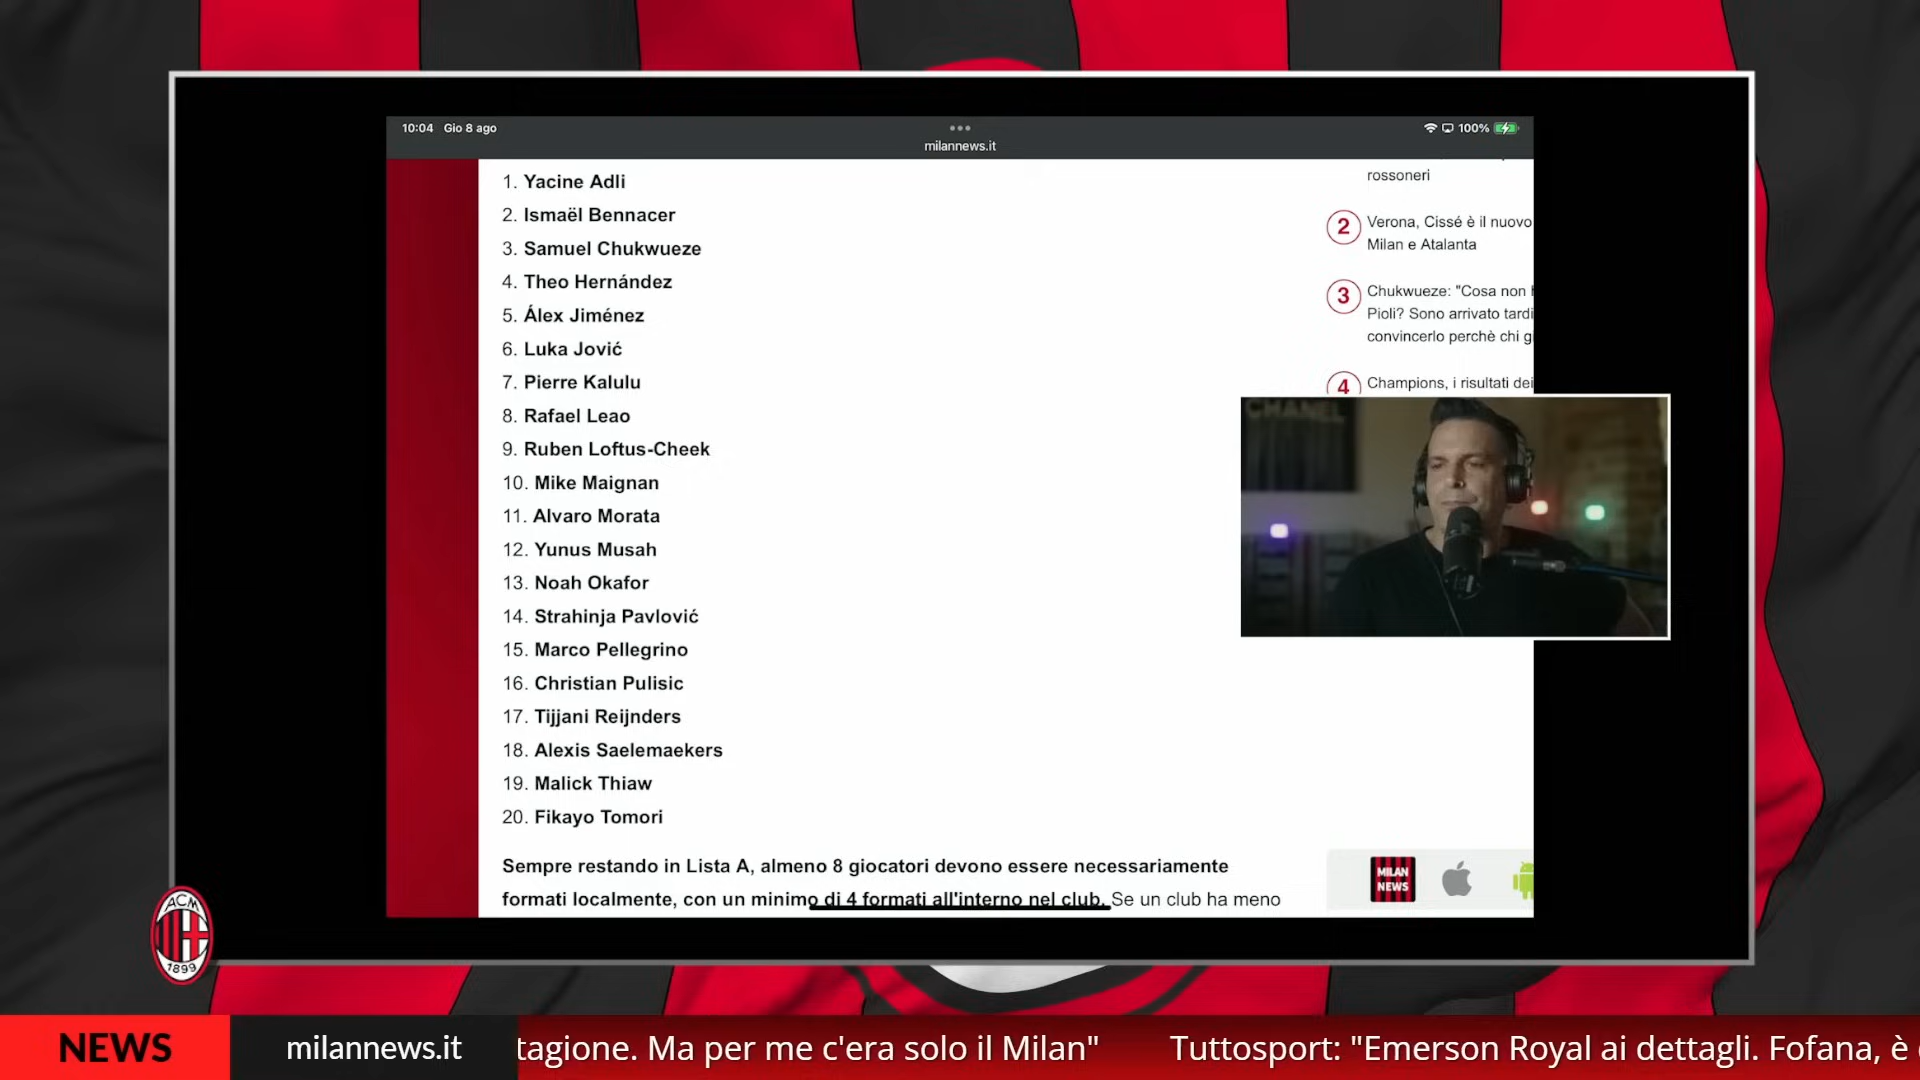 10:04 Gio 8 ago
100%
milannews.it
1. Yacine Adli
2. Ismaël Bennacer
3. Samuel Chukwueze
4. Theo Hernández
5. Álex Jiménez
6. Luka Jović
7. Pierre Kalulu
8. Rafael Leao
9. Ruben Loftus-Cheek
10. Mike Maignan
11. Alvaro Morata
12. Yunus Musah
13. Noah Okafor
14. Strahinja Pavlović
15. Marco Pellegrino
16. Christian Pulisic
17. Tijjani Reijnders
18. Alexis Saelemaekers
19. Malick Thiaw
20. Fikayo Tomori
Sempre restando in Lista A, almeno 8 giocatori devono essere necessariamente
formati localmente, con un minimo di 4 formati all'interno nel club. Se un club ha meno
rossoneri
2 Verona, Cissé è il nuovo
Milan e Atalanta
3 Chukwueze: "Cosa non
Pioli? Sono arrivato tardi
convincerlo perchè chi
4 Champions, i risultati dei
CHANEL
MILAN
NEWS
ACM
1899
NEWS
milannews.it
tagione. Ma per me c'era solo il Milan" Tuttosport: "Emerson Royal ai dettagli. Fofana, è